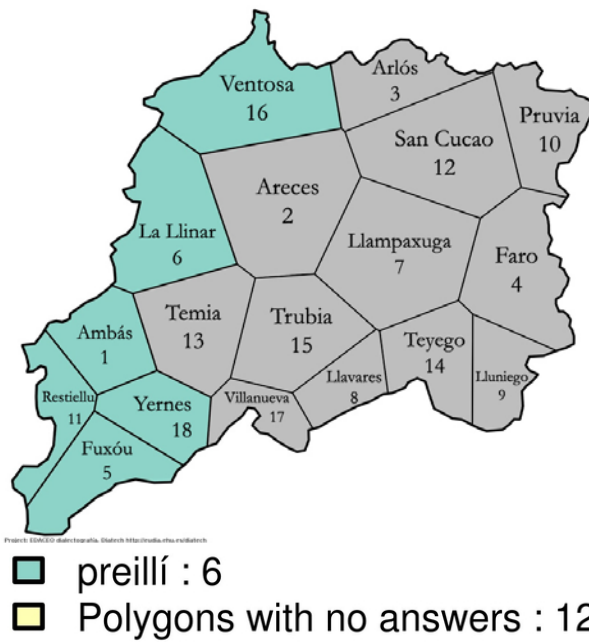 Ventosa
16
Arlós
3
Pruvia
10
San Cucao
12
Areces
2
La Llinar
6
Llampaxuga
7
Faro
4
Ambás
1
Temia
13
Trubia
15
Teyego
14
Lluniego
9
Llavares
8
Restiellu
11
Yernes
18
Villanueva
17
Fuxóu
5
preillí : 6
Polygons with no answers : 12